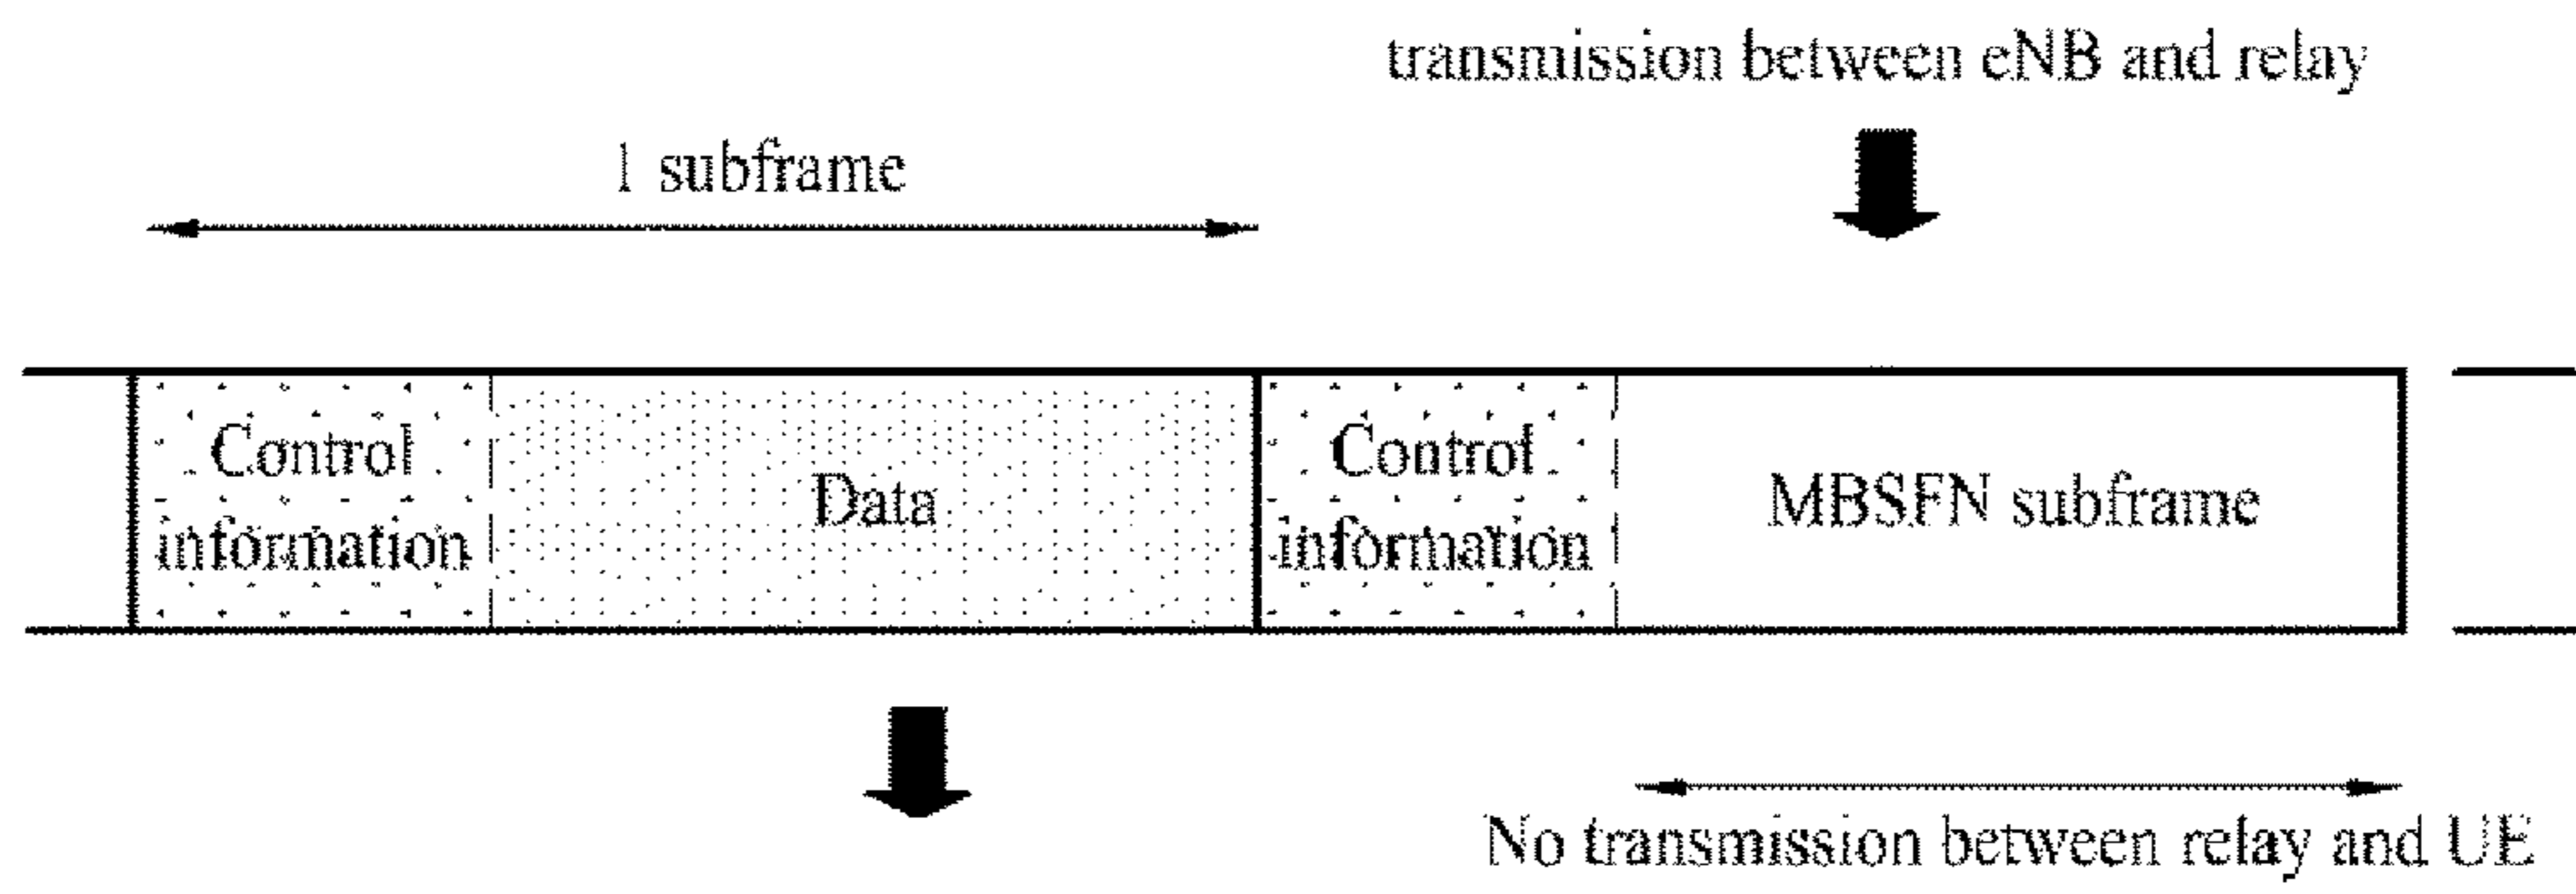 transmission between eNB and relay
1 subframe
Control
information
Data
Control
information
MBSFN subframe
No transmission between relay and UE